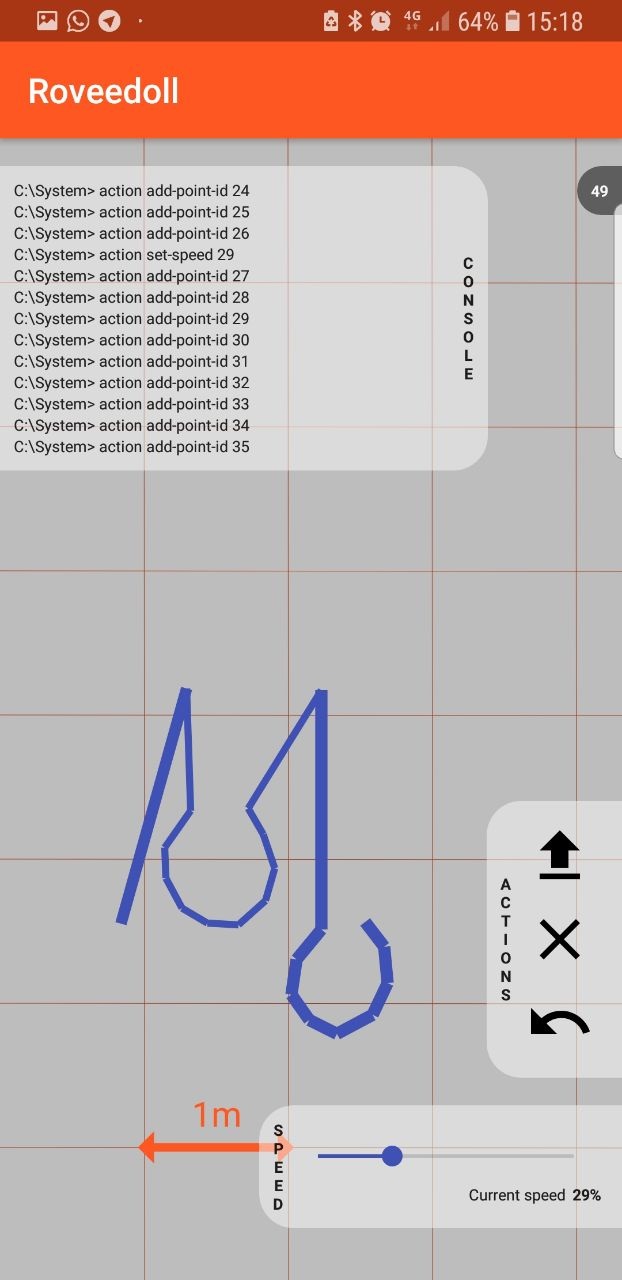 4G 64% 15:18
Roveedoll
C:\System> action add-point-id 24
C:\System> action add-point-id 25
C:\System> action add-point-id 26
C:\System> action set-speed 29
C:\System> action add-point-id 27
C:\System> action add-point-id 28
C:\System> action add-point-id 29
C:\System> action add-point-id 30
C:\System> action add-point-id 31
C:\System> action add-point-id 32
C:\System> action add-point-id 33
C:\System> action add-point-id 34
C:\System> action add-point-id 35
CONSOLE
49
ACTIONS
1m
SPEED
Current speed 29%